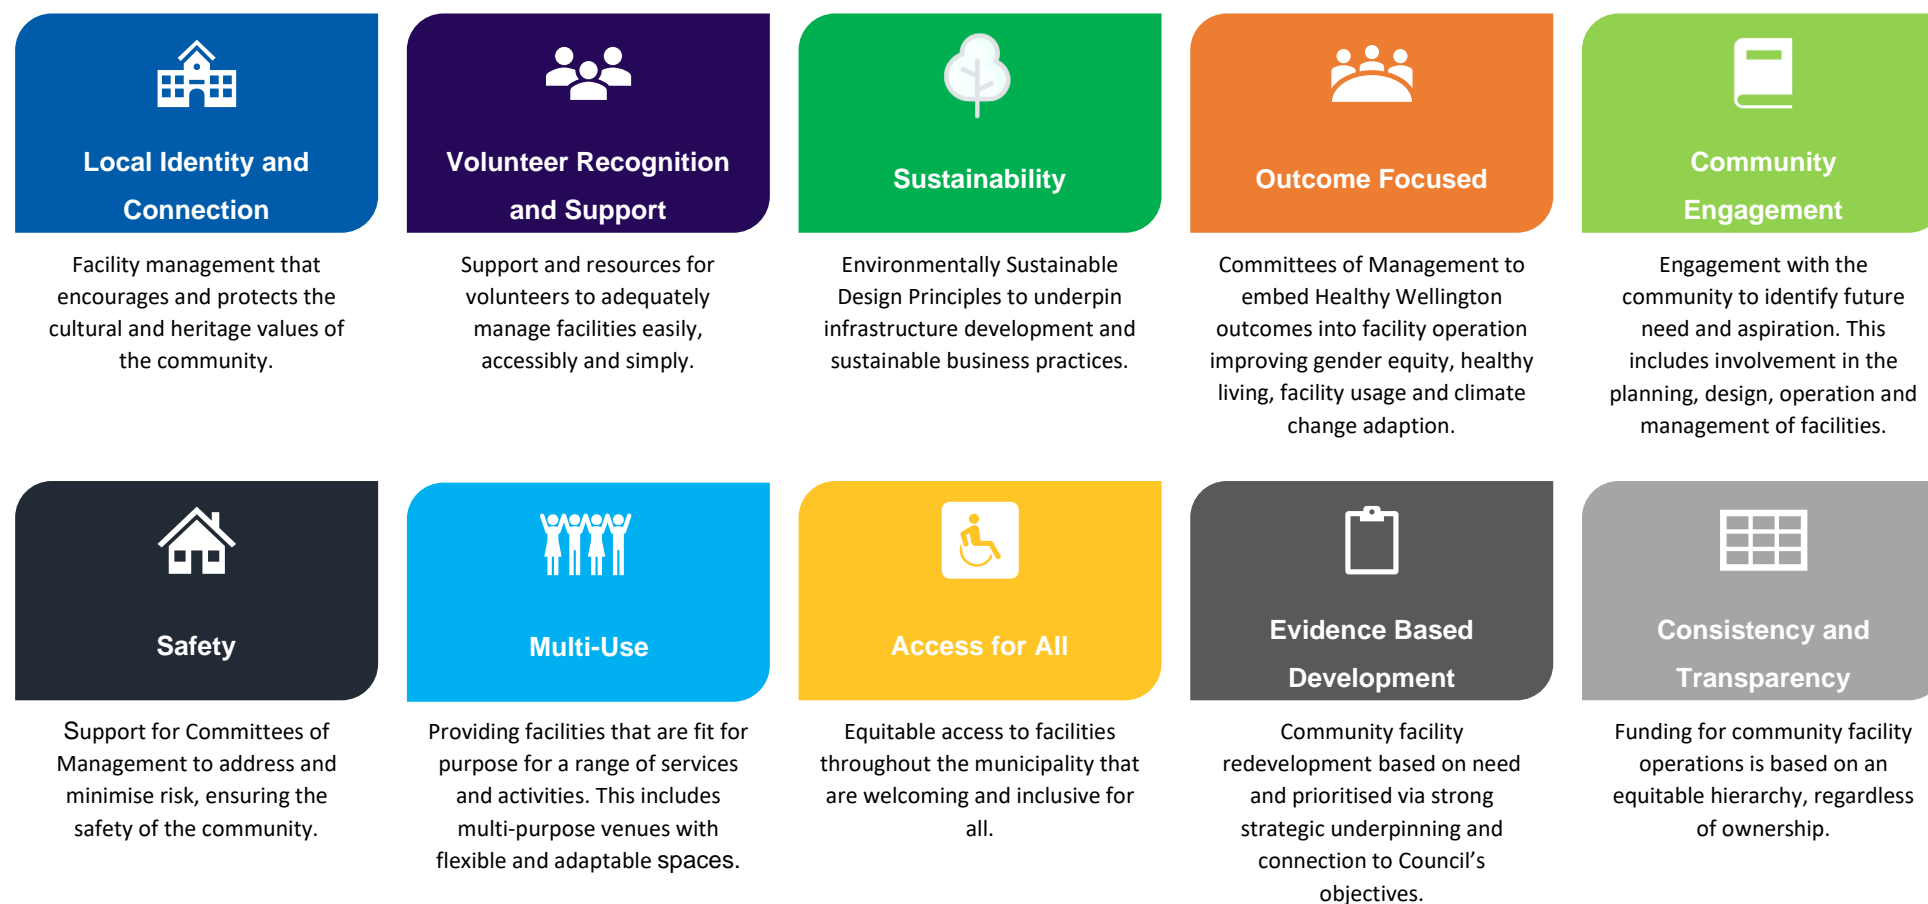 Local Identity and
Connection
Facility management that
encourages and protects the
cultural and heritage values of
the community.
Volunteer Recognition
and Support
Support and resources for
volunteers to adequately
manage facilities easily,
accessibly and simply.
Sustainability
Environmentally Sustainable
Design Principles to underpin
infrastructure development and
sustainable business practices.
Outcome Focused
Committees of Management to
embed Healthy Wellington
outcomes into facility operation
improving gender equity, healthy
living, facility usage and climate
change adaption.
Community
Engagement
Engagement with the
community to identify future
need and aspiration. This
includes involvement in the
planning, design, operation and
management of facilities.
Safety
Support for Committees of
Management to address and
minimise risk, ensuring the
safety of the community.
Multi-Use
Providing facilities that are fit for
purpose for a range of services
and activities. This includes
multi-purpose venues with
flexible and adaptable spaces.
Access for All
Equitable access to facilities
throughout the municipality that
are welcoming and inclusive for
all.
Evidence Based
Development
Community facility
redevelopment based on need
and prioritised via strong
strategic underpinning and
connection to Council’s
objectives.
Consistency and
Transparency
Funding for community facility
operations is based on an
equitable hierarchy, regardless
of ownership.